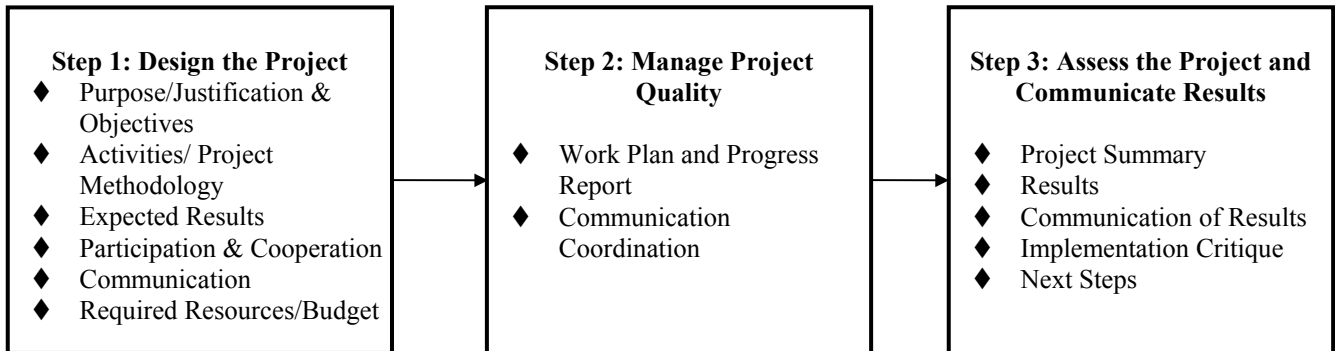 Step 1: Design the Project
♦ Purpose/Justification &
Objectives
♦ Activities/ Project
Methodology
♦ Expected Results
♦ Participation & Cooperation
♦ Communication
♦ Required Resources/Budget
Step 2: Manage Project
Quality
♦ Work Plan and Progress
Report
♦ Communication
Coordination
Step 3: Assess the Project and
Communicate Results
♦ Project Summary
♦ Results
♦ Communication of Results
♦ Implementation Critique
♦ Next Steps